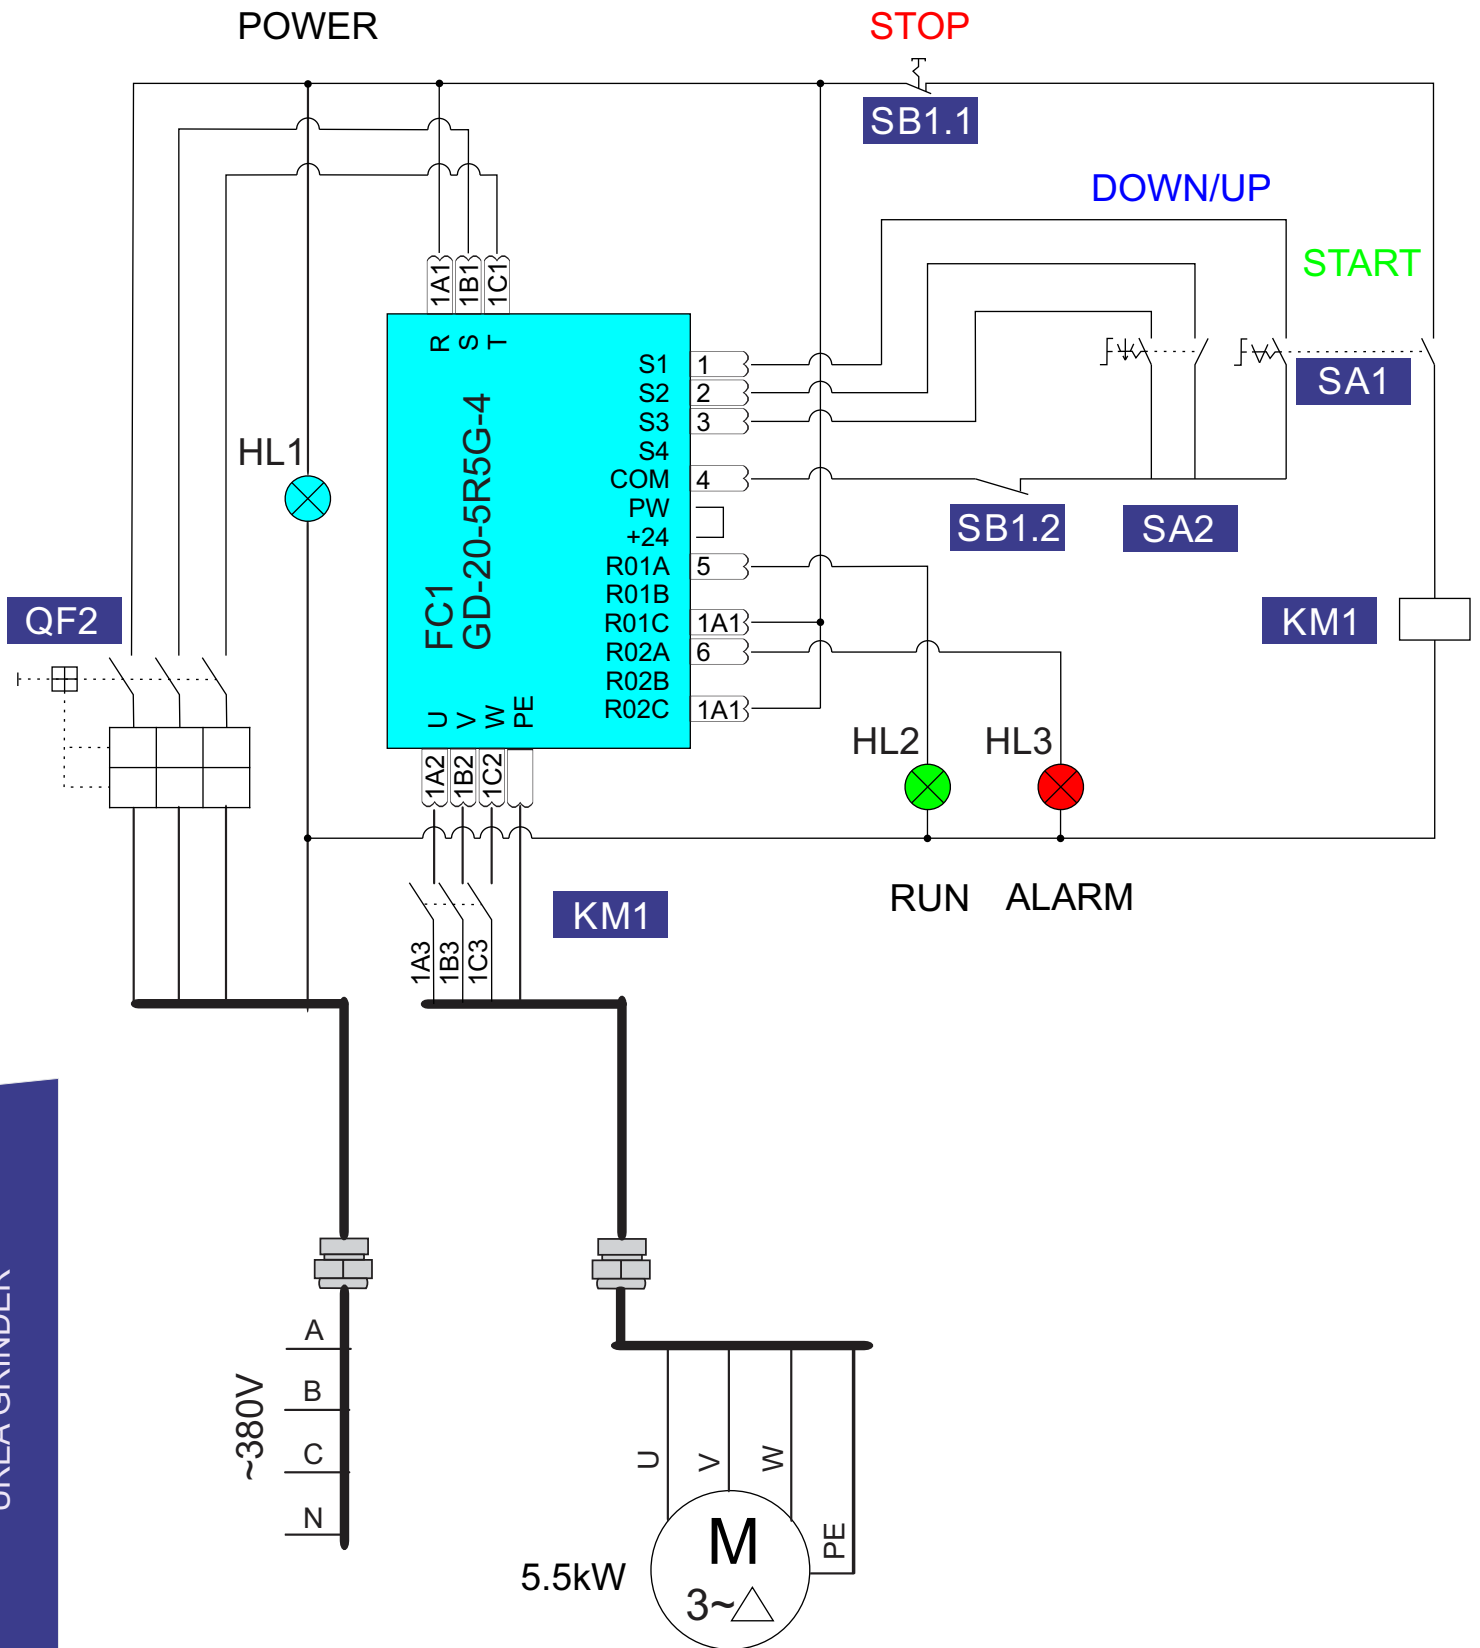 POWER
STOP
SB1.1
DOWN/UP
START
1A1
1B1
1C1
R
S
T
S1
1
S2
2
S3
3
S4
COM
4
PW
+24
R01A
5
R01B
R01C
1A1
R02A
6
R02B
R02C
1A1
FC1
GD-20-5R5G-4
U
V
W
PE
SA1
SB1.2
SA2
HL1
QF2
KM1
HL2
HL3
1A2
1B2
1C2
RUN
ALARM
KM1
1A3
1B3
1C3
A
B
C
N
~380V
U
V
W
PE
M
3~
5.5kW
GRINDER